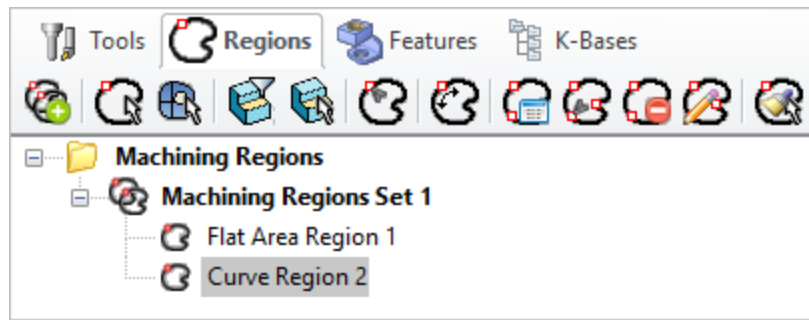 Tools Regions Features K-Bases
Machining Regions
Machining Regions Set 1
Flat Area Region 1
Curve Region 2